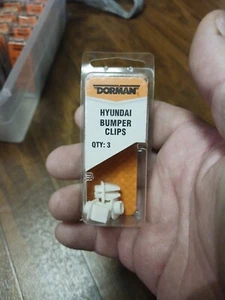 DORMAN
HYUNDAI
BUMPER
CLIPS
QTY: 3